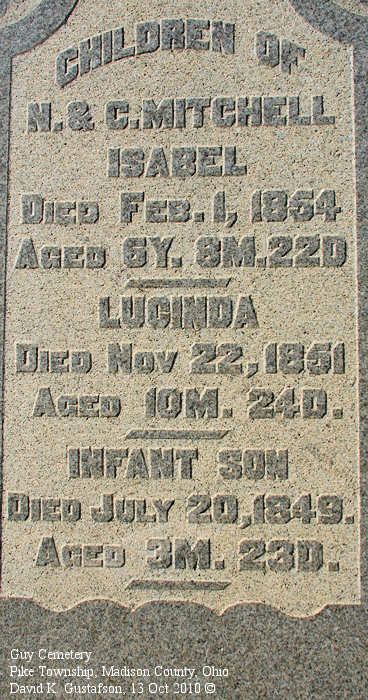 CHILDREN OF
N. & C. MITCHELL
ISABEL
DIED FEB. 1, 1854
AGED 6Y. 8M. 22D
LUCINDA
DIED NOV 22, 1851
AGED 10M. 24D.
INFANT SON
DIED JULY 20, 1849.
AGED 3M. 23D.
Guy Cemetery
Pike Township, Madison County, Ohio
David K. Gustafson, 13 Oct 2010 ©